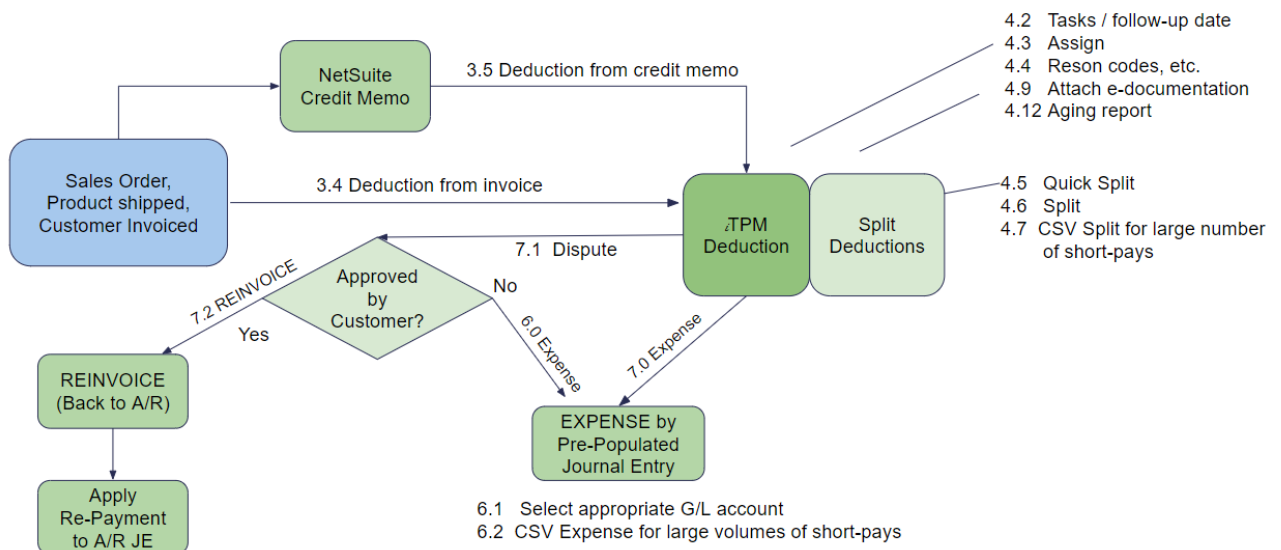 4.2 Tasks / follow-up date
4.3 Assign
4.4 Reson codes, etc.
4.9 Attach e-documentation
4.12 Aging report
NetSuite
Credit Memo
3.5 Deduction from credit memo
Sales Order,
Product shipped,
Customer Invoiced
3.4 Deduction from invoice
iTPM
Deduction
Split
Deductions
4.5 Quick Split
4.6 Split
4.7 CSV Split for large number
of short-pays
7.1 Dispute
Approved
by
Customer?
7.2 REINVOICE
Yes
No
6.0 Expense
7.0 Expense
REINVOICE
(Back to A/R)
EXPENSE by
Pre-Populated
Journal Entry
Apply
Re-Payment
to A/R JE
6.1 Select appropriate G/L account
6.2 CSV Expense for large volumes of short-pays